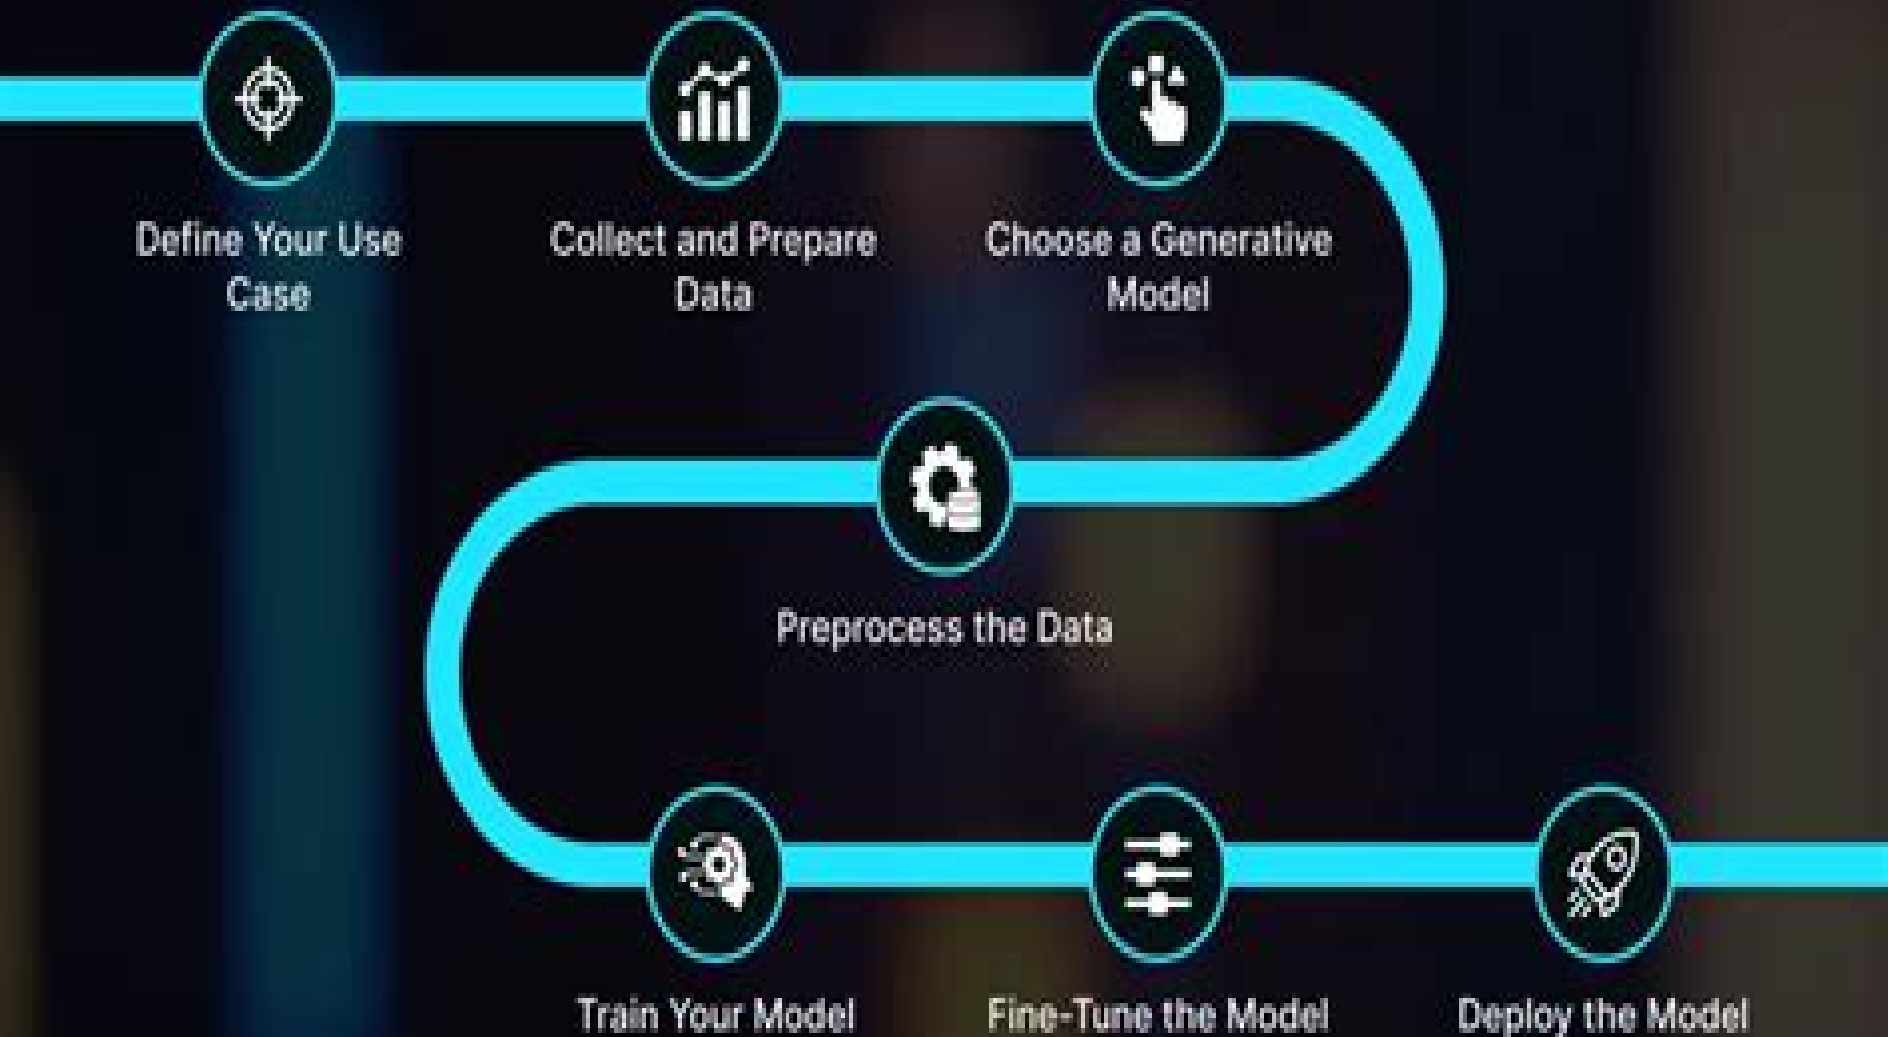 Define Your Use
Case
Collect and Prepare
Data
Choose a Generative
Model
Preprocess the Data
Train Your Model
Fine-Tune the Model
Deploy the Model